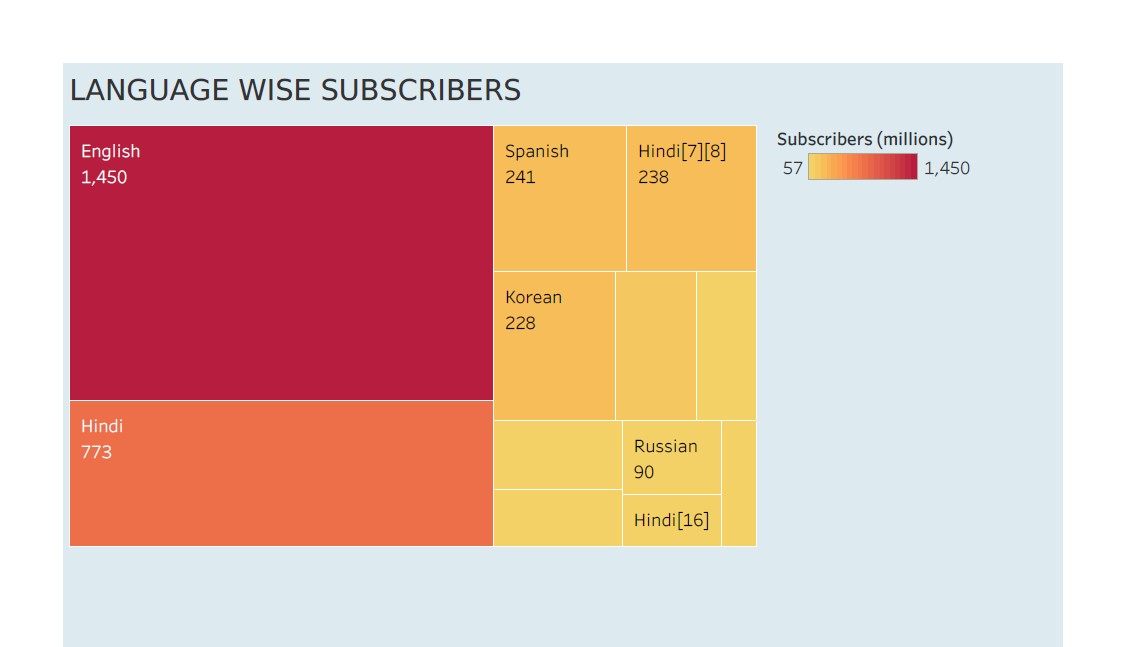 LANGUAGE WISE SUBSCRIBERS
English
1,450
Spanish
241
Hindi[7][8]
238
Subscribers (millions)
57 1,450
Korean
228
Hindi
773
Russian
90
Hindi[16]